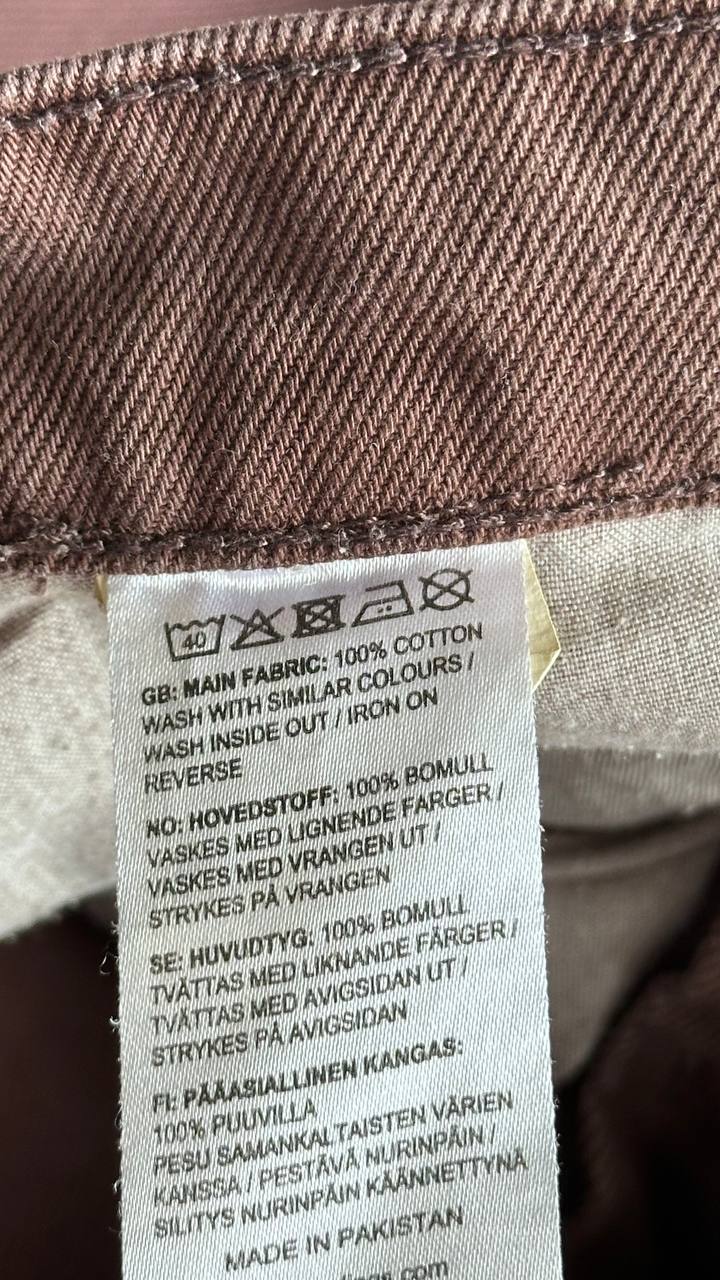 40
GB: MAIN FABRIC: 100% COTTON
WASH WITH SIMILAR COLOURS /
WASH INSIDE OUT / IRON ON
REVERSE
NO: HOVEDSTOFF: 100% BOMULL
VASKES MED LIGNENDE FARGER /
VASKES MED VRANGEN UT /
STRYKES PÅ VRANGEN
SE: HUVUDTYG: 100% BOMULL
TVÄTTAS MED LIKNANDE FÄRGER /
TVÄTTAS MED AVIGSIDAN UT /
STRYKES PÅ AVIGSIDAN
FI: PÄÄASIALLINEN KANGAS:
100% PUUVILLA
PESU SAMANKALTAISTEN VÄRIEN
KANSSA / PESTÄVÄ NURINPÄIN /
SILITYS NURINPÄIN KÄÄNNETTYNÄ
MADE IN PAKISTAN